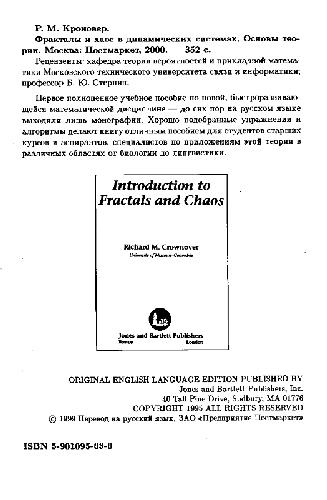 Р. М. Кроновер.
Фракталы и хаос в динамических системах. Основы тео-
рии. Москва: Постмаркет, 2000. 352 с.
Рецензенты: кафедра теории вероятностей и прикладной матема-
тики Московского технического университета связи и информатики;
профессор Б. Ю. Стернин.
Первое полноценное учебное пособие по новой, быстроразвиваю-
щейся математической дисциплине — до сих пор на русском языке
выходили лишь монографии. Хорошо подобранные упражнения и
алгоритмы делают книгу отличным пособием для студентов старших
курсов и аспирантов, специалистов по приложениям этой теории в
различных областях от биологии до лингвистики.
Introduction to
Fractals and Chaos
Richard M. Crownover
University of Missouri-Columbia
Jones and Bartlett Publishers
Boston London
ORIGINAL ENGLISH LANGUAGE EDITION PUBLISHED BY
Jones and Bartlett Publishers, Inc.
40 Tall Pine Drive, Sudbury, MA 01776
COPYRIGHT 1995 ALL RIGHTS RESERVED
© 1999 Перевод на русский язык, ЗАО «Предприятие Постмаркет»
ISBN 5-901095-03-0